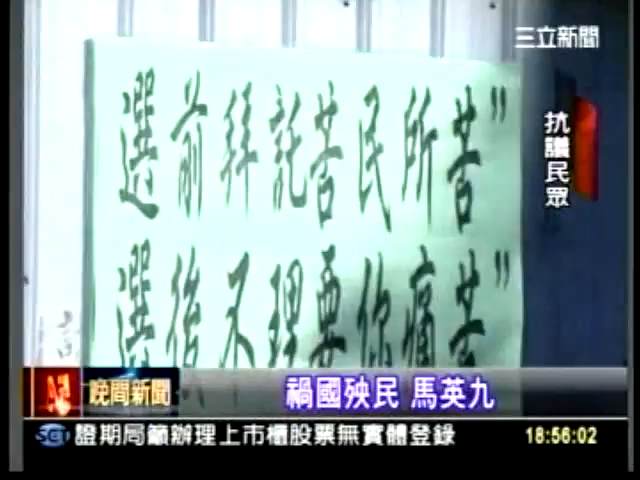 三立新聞
抗議民眾
選前拜託苦民所苦”
選後不理要你痛苦”
晚間新聞
禍國殃民 馬英九
SET 證期局籲辦理上市櫃股票無實體登錄
18:56:02